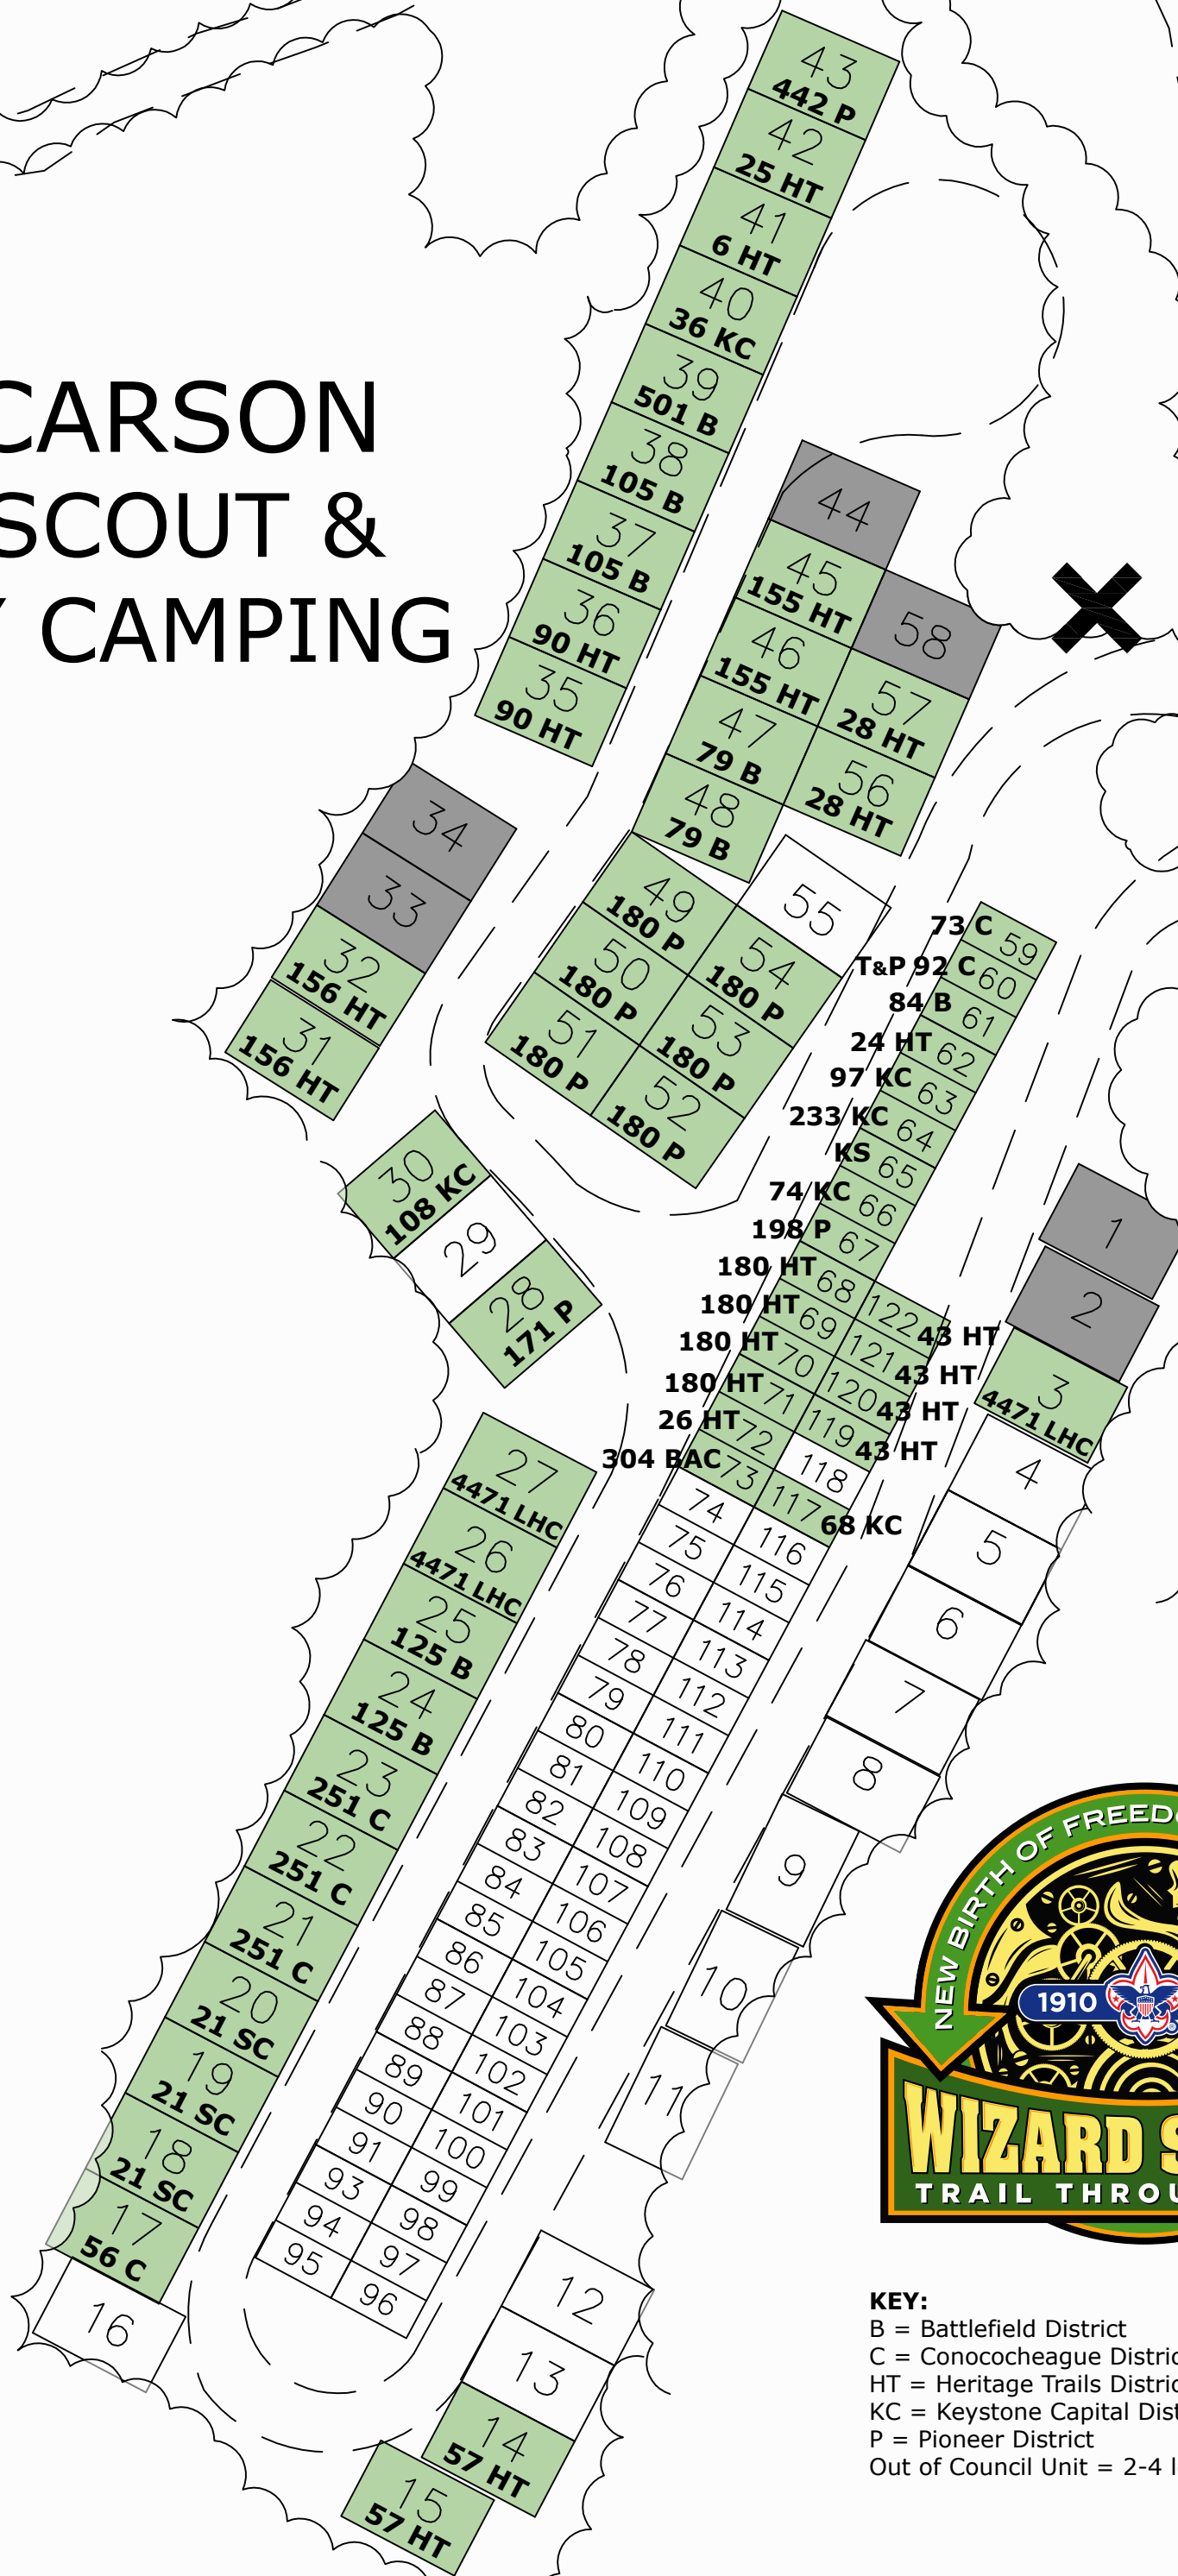 CARSON
SCOUT &
Y CAMPING
43
442 P
42
25 HT
41
6 HT
40
36 KC
39
501 B
38
105 B
37
105 B
36
90 HT
35
90 HT
44
45
155 HT
58
46
155 HT
57
28 HT
47
79 B
56
28 HT
48
79 B
34
33
32
156 HT
31
156 HT
49
180 P
55
50
180 P
54
180 P
51
180 P
53
180 P
52
180 P
30
108 KC
29
28
171 P
73 C 59
T&P 92 C 60
84 B 61
24 HT 62
97 KC 63
233 KC 64
KS 65
74 KC 66
198 P 67
180 HT 68 122 43 HT
180 HT 69 121 43 HT
180 HT 70 120 43 HT
180 HT 71 119 43 HT
26 HT 72 118
304 BAC 73 117 68 KC
74 116
75 115
76 114
77 113
78 112
79 111
80 110
81 109
82 108
83 107
84 106
85 105
86 104
87 103
88 102
89 101
90 100
91 99
93 98
94 97
95 96
1
2
3
4471 LHC
4
5
6
7
8
9
10
11
12
13
14
57 HT
15
57 HT
27
4471 LHC
26
4471 LHC
25
125 B
24
125 B
23
251 C
22
251 C
21
251 C
20
21 SC
19
21 SC
18
21 SC
17
56 C
16
NEW BIRTH OF FREEDO
1910
WIZARD S
TRAIL THROU
KEY:
B = Battlefield District
C = Conococheague Distric
HT = Heritage Trails Distric
KC = Keystone Capital Dist
P = Pioneer District
Out of Council Unit = 2-4 l